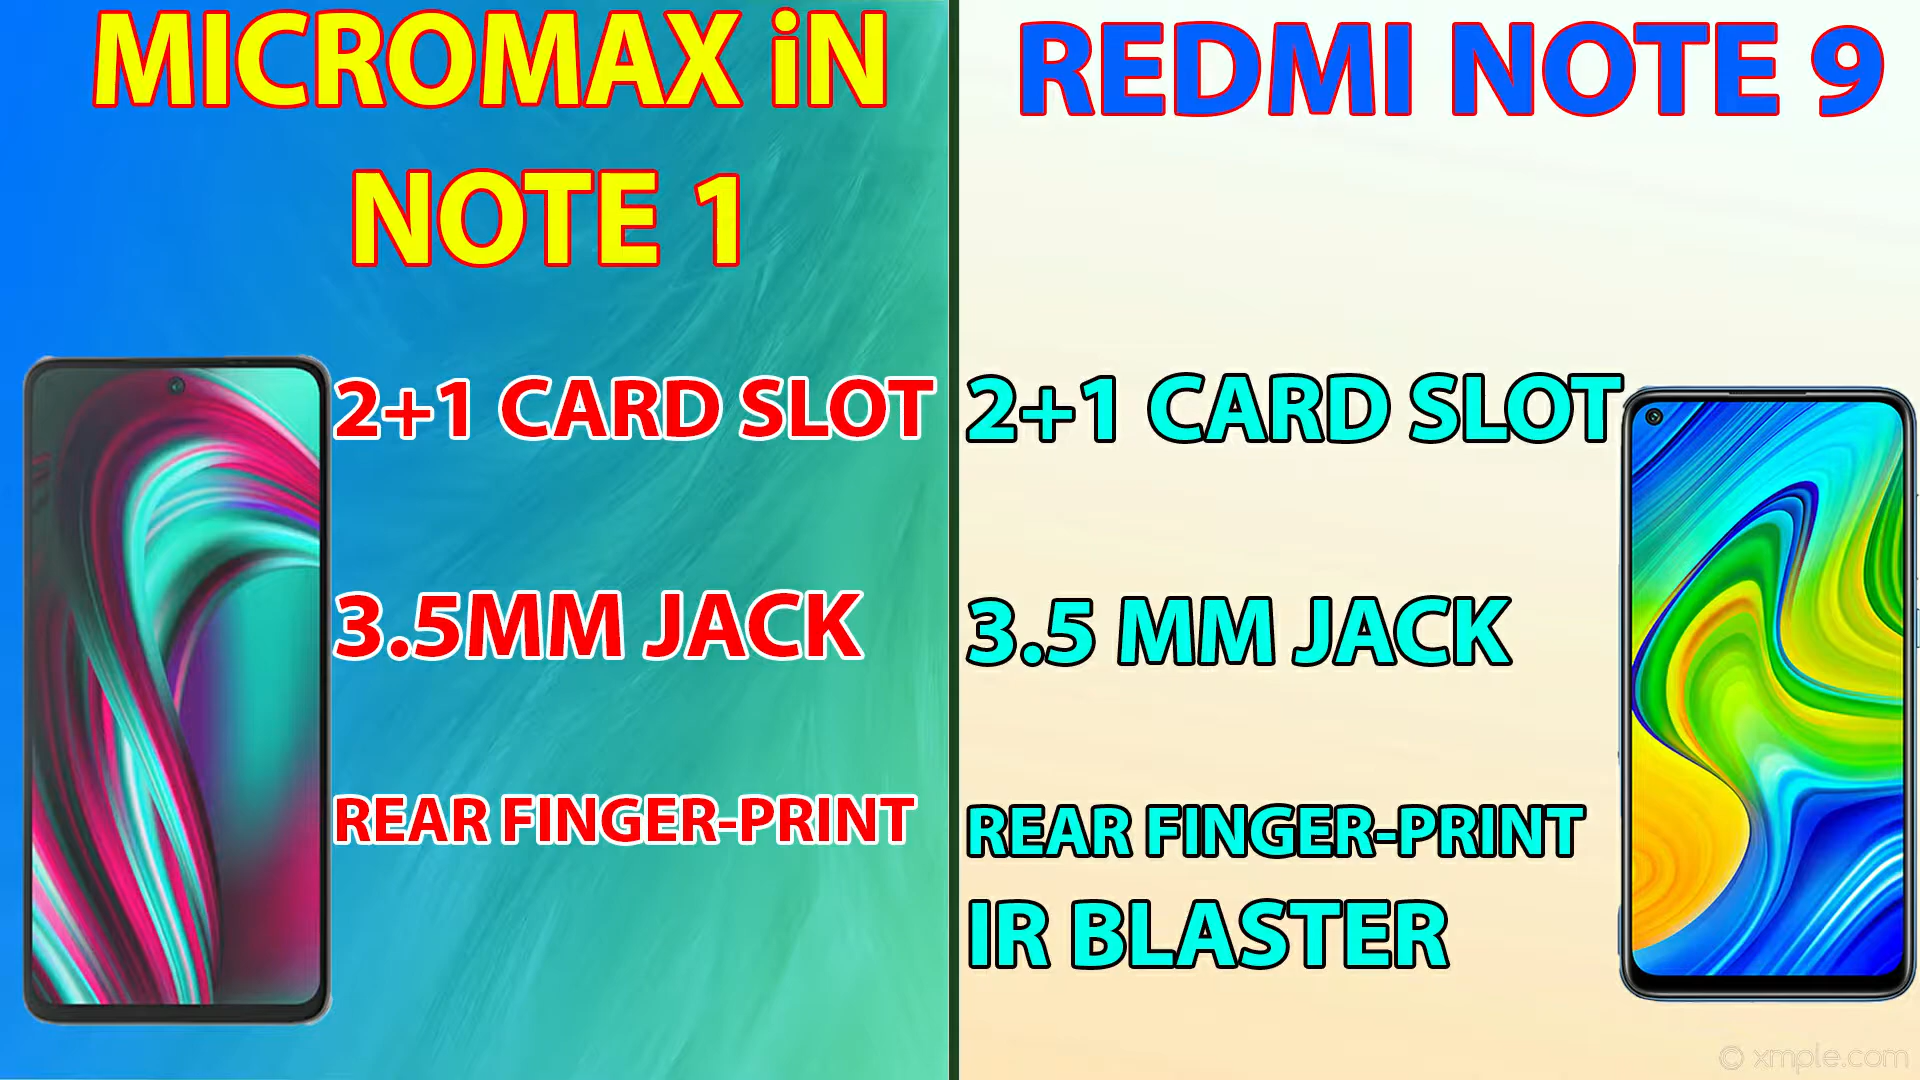 MICROMAX iN
NOTE 1
2+1 CARD SLOT
3.5MM JACK
REAR FINGER-PRINT
REDMI NOTE 9
2+1 CARD SLOT
3.5 MM JACK
REAR FINGER-PRINT
IR BLASTER
© xmple.com